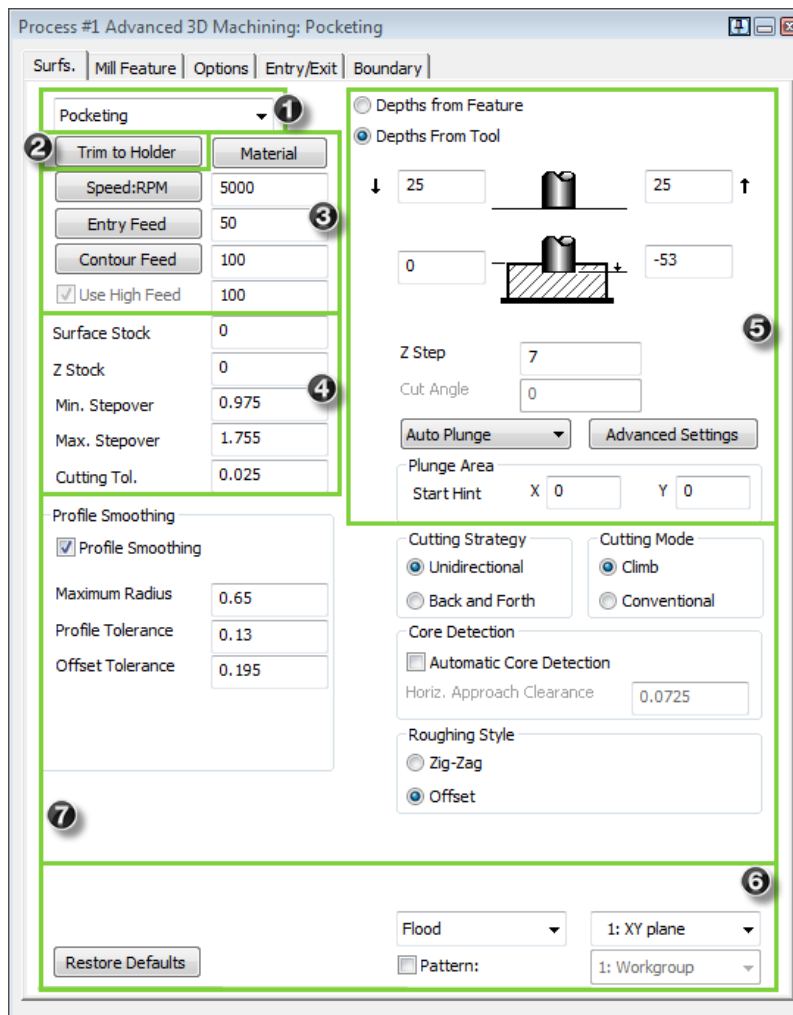 Process #1 Advanced 3D Machining: Pocketing
Surfs. Mill Feature Options Entry/Exit Boundary
Pocketing 1
2 Trim to Holder Material
Speed:RPM 5000
Entry Feed 50 3
Contour Feed 100
Use High Feed 100
Surface Stock 0
Z Stock 0
4
Min. Stepover 0.975
Max. Stepover 1.755
Cutting Tol. 0.025
Depths from Feature
Depths From Tool
25 25
0 -53
5
Z Step 7
Cut Angle 0
Auto Plunge Advanced Settings
Plunge Area
Start Hint X 0 Y 0
Profile Smoothing
Profile Smoothing
Maximum Radius 0.65
Profile Tolerance 0.13
Offset Tolerance 0.195
7
Cutting Strategy
Unidirectional
Back and Forth
Cutting Mode
Climb
Conventional
Core Detection
Automatic Core Detection
Horiz. Approach Clearance 0.0725
Roughing Style
Zig-Zag
Offset
6
Flood 1: XY plane
Restore Defaults Pattern: 1: Workgroup